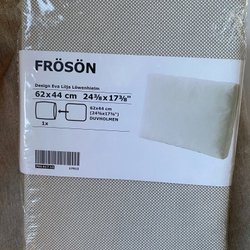 FRÖSÖN
Design Eva Lilja Löwenhielm
62x44 cm 24⅜x17⅜"
62x44 cm
(24⅜x17⅜")
DUVHOLMEN
1x